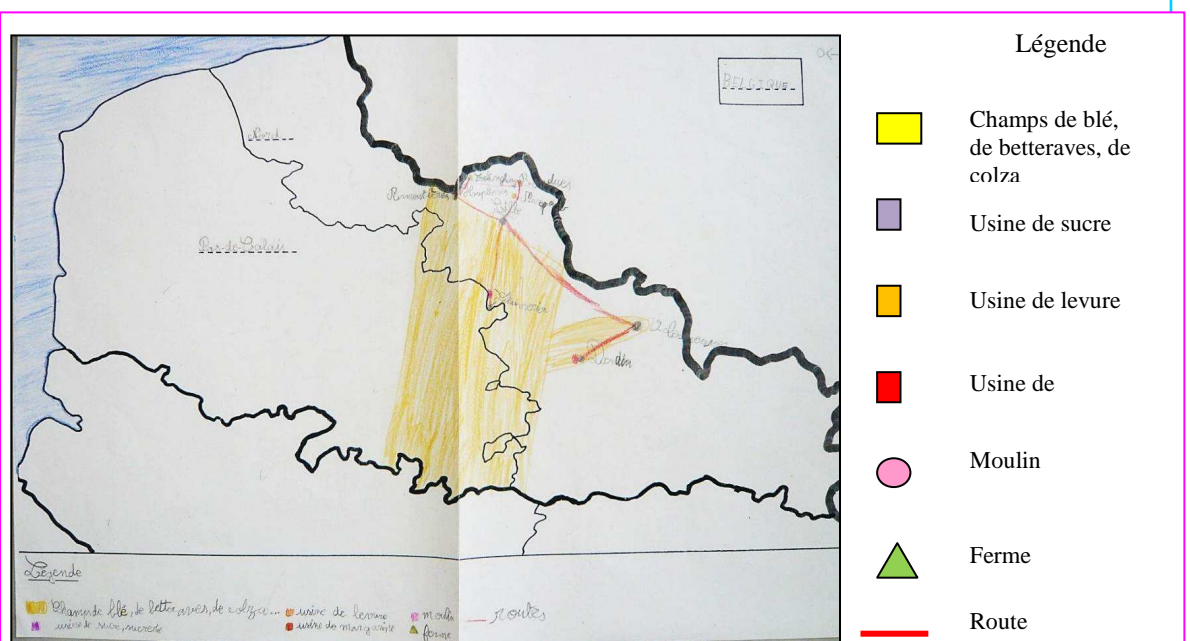 BELGIQUE
Nord
Pas-de-Calais
Lille
Légende
Champs de blé, de betteraves, de colza...
usine de sucre, sucrerie
usine de levure
usine de margarine
moulin
ferme
routes
Légende
Champs de blé,
de betteraves, de
colza
Usine de sucre
Usine de levure
Usine de
Moulin
Ferme
Route